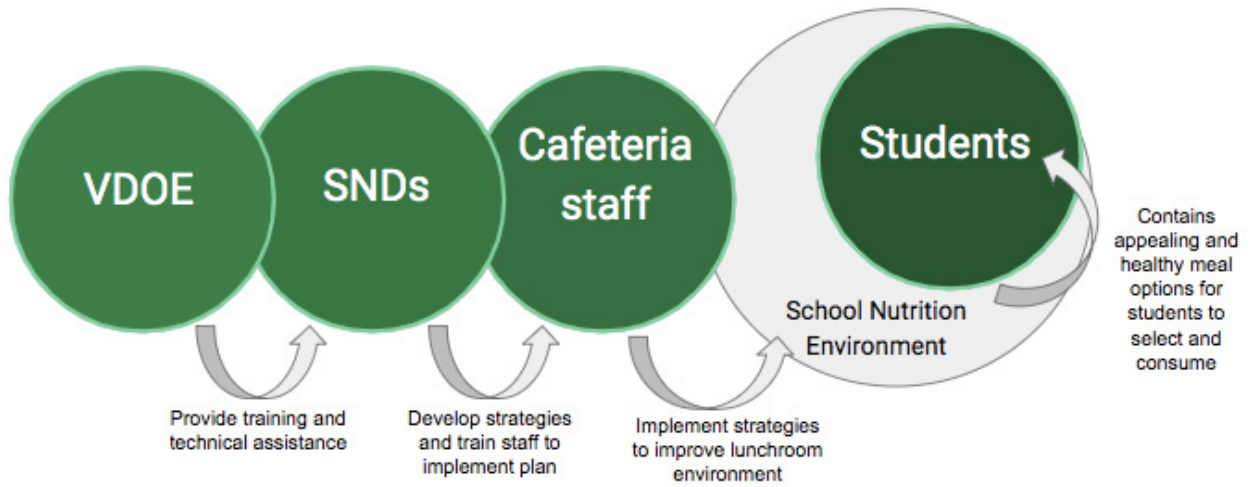 VDOE
SNDs
Cafeteria
staff
Students
School Nutrition
Environment
Provide training and
technical assistance
Develop strategies
and train staff to
implement plan
Implement strategies
to improve lunchroom
environment
Contains
appealing and
healthy meal
options for
students to
select and
consume